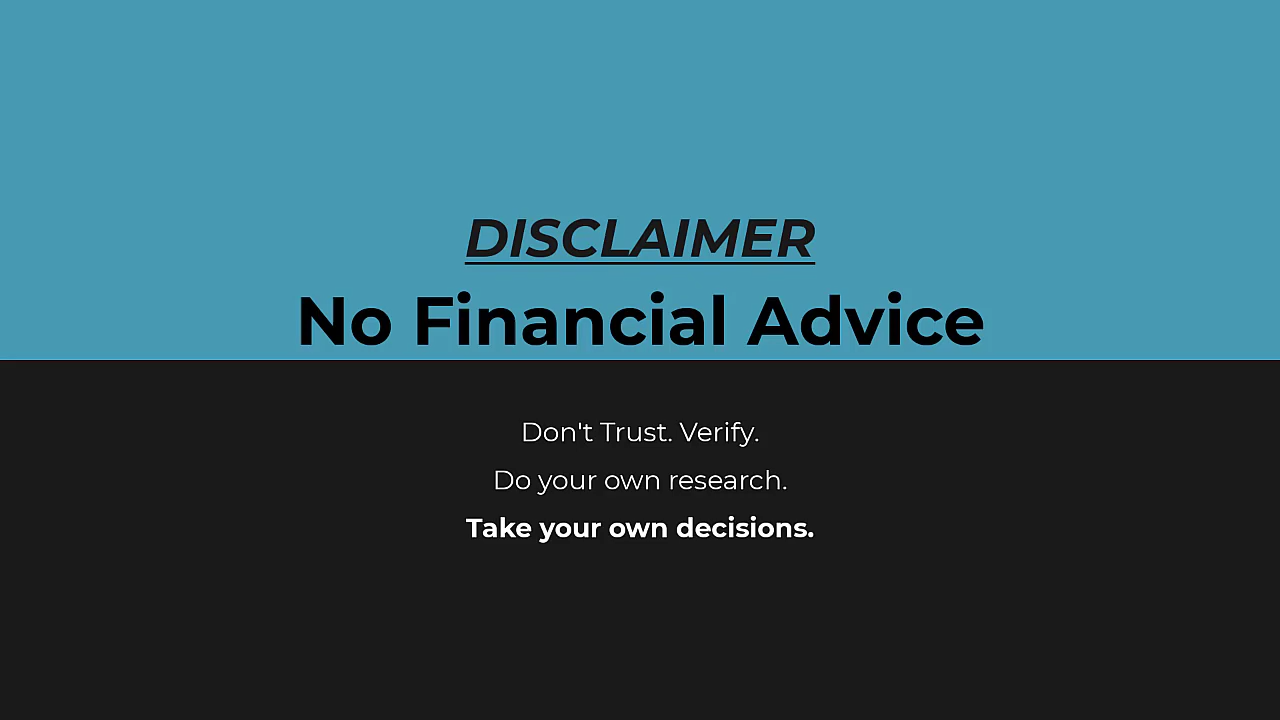 DISCLAIMER
No Financial Advice
Don't Trust. Verify.
Do your own research.
Take your own decisions.